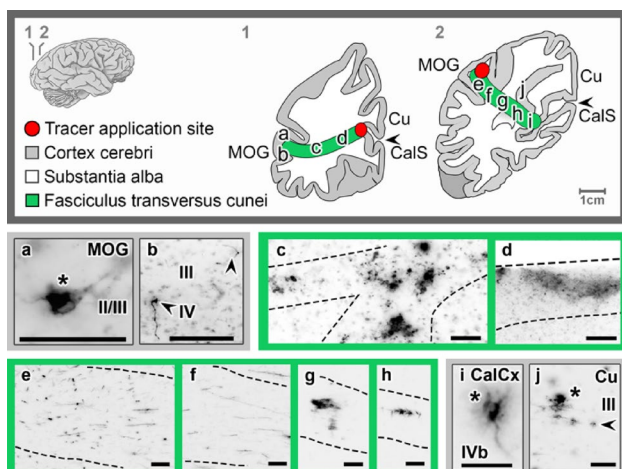 1 2
1
2
MOG
Cu
a
b
c
d
MOG
CalS
e
f
g
h
i
j
Cu
CalS
Tracer application site
Cortex cerebri
Substantia alba
Fasciculus transversus cunei
1cm
a
MOG
*
II/III
b
III
IV
c
d
e
f
g
h
i CalCx
*
IVb
j
Cu
*
III